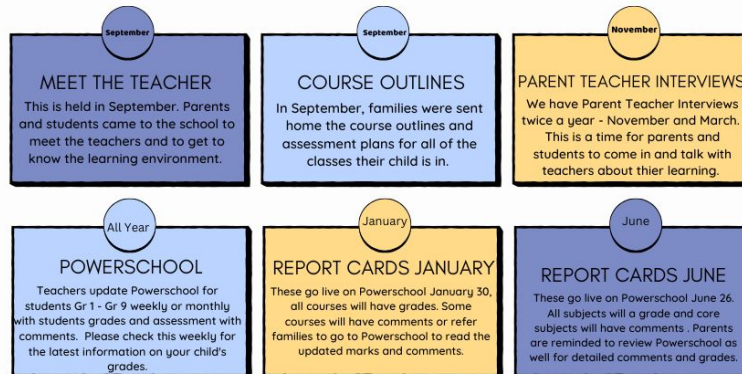 September
MEET THE TEACHER
This is held in September. Parents
and students came to the school to
meet the teachers and to get to
know the learning environment.
September
COURSE OUTLINES
In September, families were sent
home the course outlines and
assessment plans for all of the
classes their child is in.
November
PARENT TEACHER INTERVIEWS
We have Parent Teacher Interviews
twice a year - November and March.
This is a time for parents and
students to come in and talk with
teachers about thier learning.
All Year
POWERSCHOOL
Teachers update Powerschool for
students Gr 1 - Gr 9 weekly or monthly
with students grades and assessment with
comments. Please check this weekly for
the latest information on your child's
grades.
January
REPORT CARDS JANUARY
These go live on Powerschool January 30,
all courses will have grades. Some
courses will have comments or refer
families to go to Powerschool to read the
updated marks and comments.
June
REPORT CARDS JUNE
These go live on Powerschool June 26.
All subjects will a grade and core
subjects will have comments . Parents
are reminded to review Powerschool as
well for detailed comments and grades.